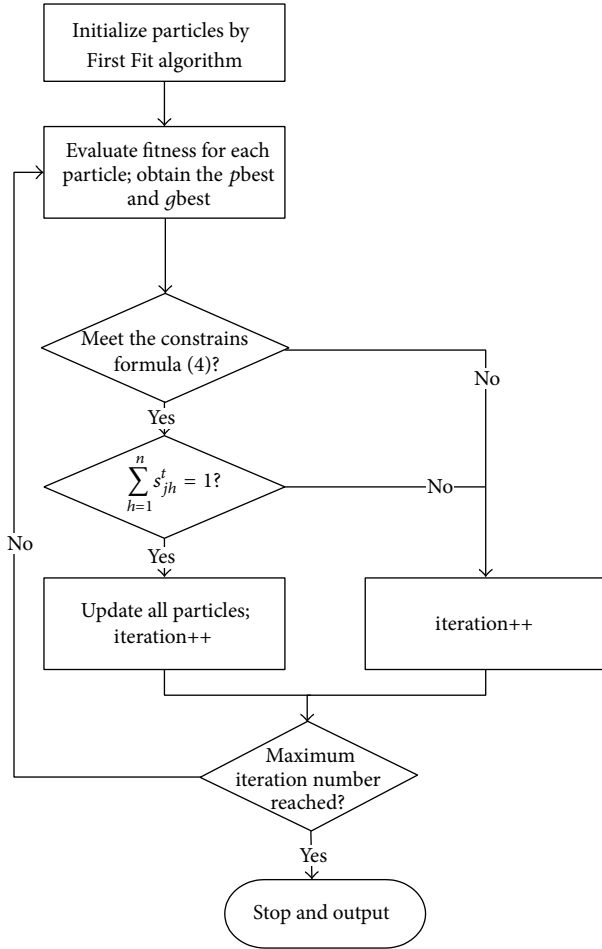 Initialize particles by
First Fit algorithm
Evaluate fitness for each
particle; obtain the pbest
and gbest
Meet the constrains
formula (4)?
No
Yes
n
∑ s^t_{jh} = 1?
h=1
No
Yes
No
Update all particles;
iteration++
iteration++
Maximum
iteration number
reached?
Yes
Stop and output